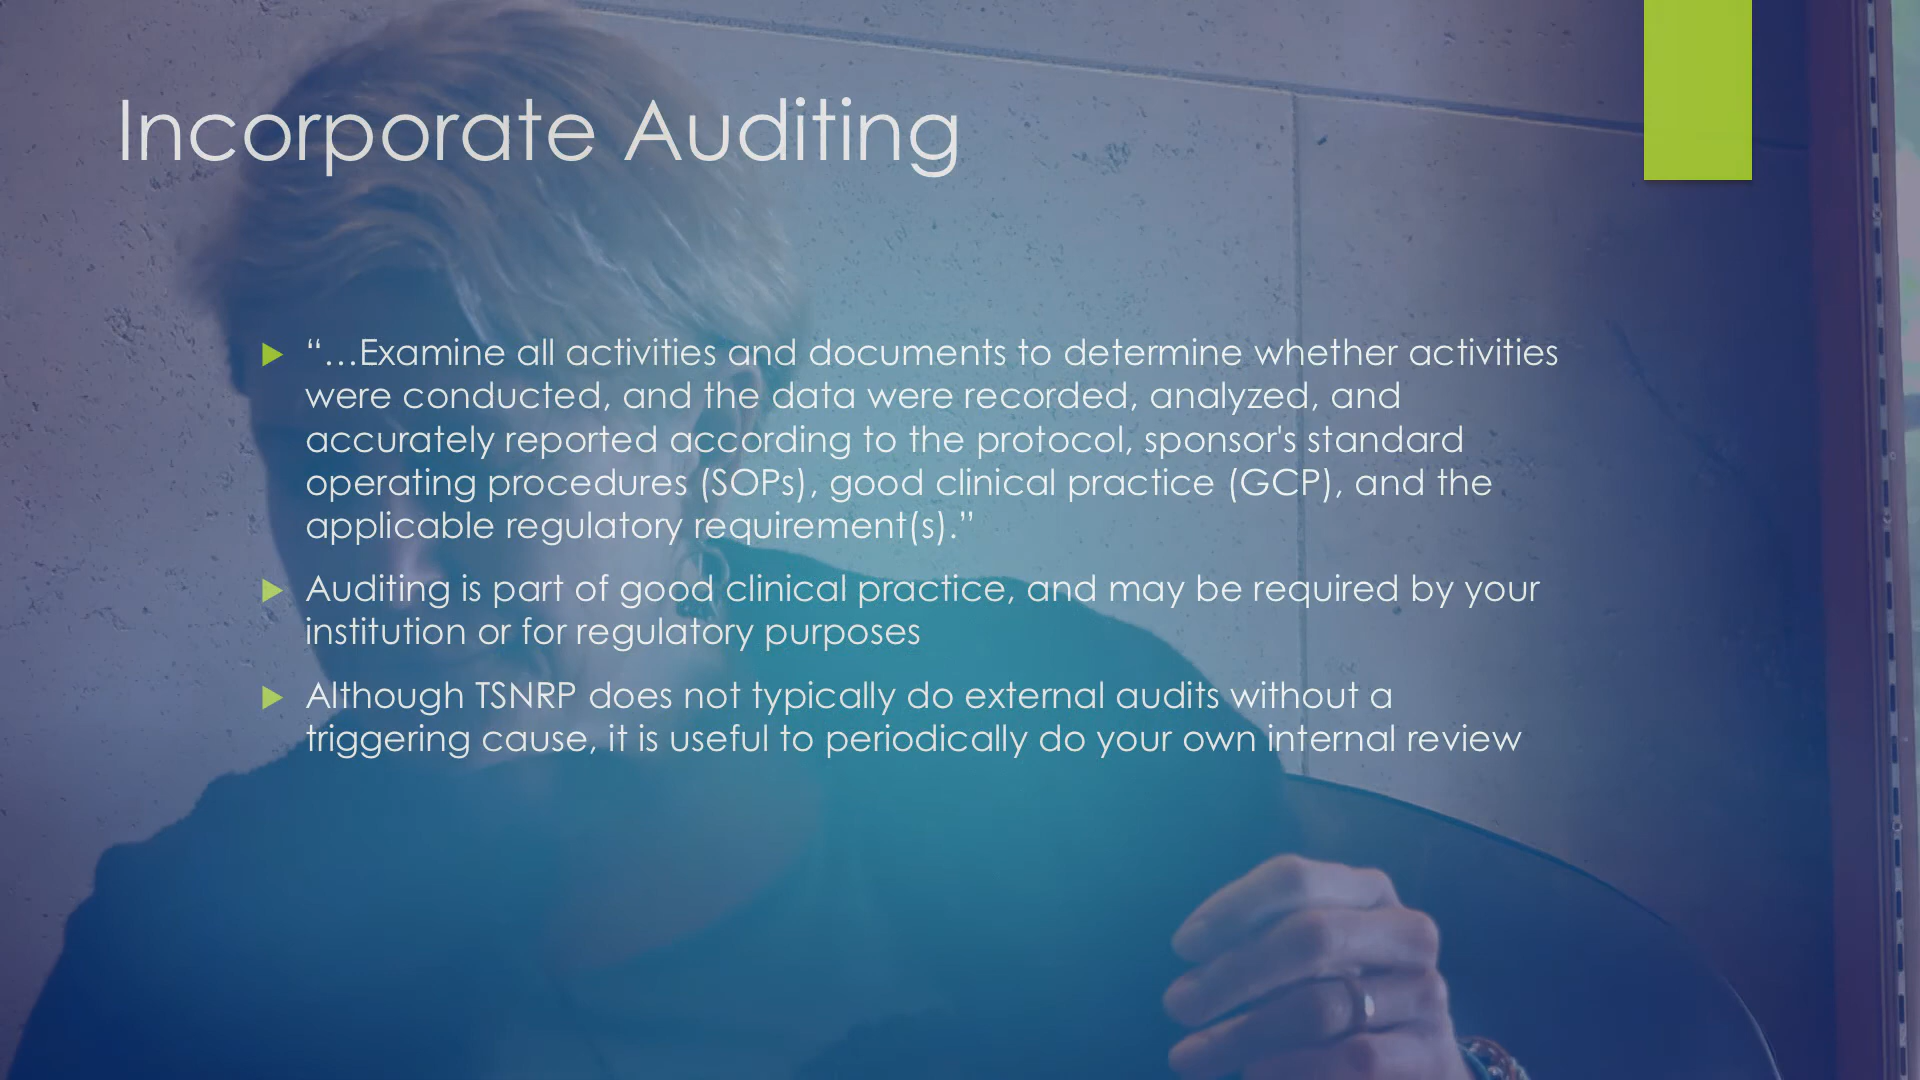 Incorporate Auditing
“…Examine all activities and documents to determine whether activities
were conducted, and the data were recorded, analyzed, and
accurately reported according to the protocol, sponsor's standard
operating procedures (SOPs), good clinical practice (GCP), and the
applicable regulatory requirement(s).”
Auditing is part of good clinical practice, and may be required by your
institution or for regulatory purposes
Although TSNRP does not typically do external audits without a
triggering cause, it is useful to periodically do your own internal review